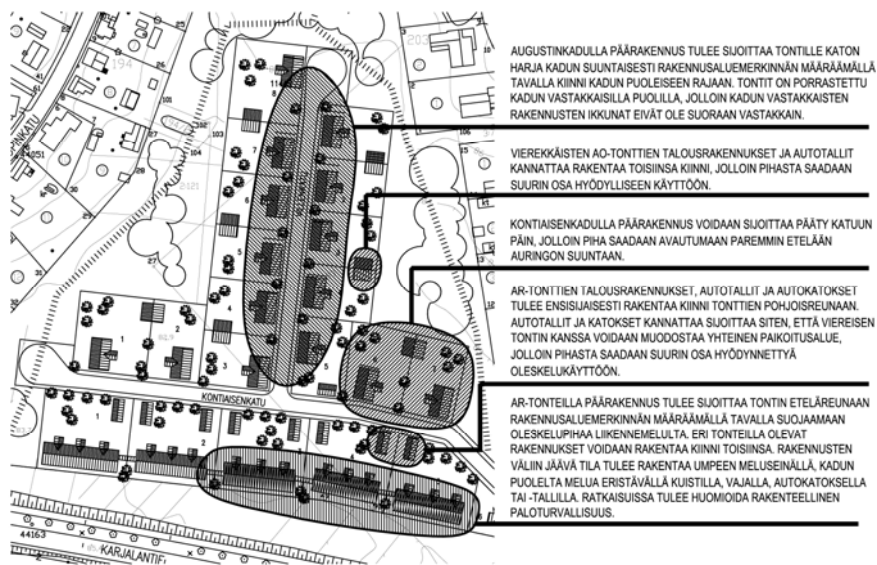 AUGUSTINKADULLA PÄÄRAKENNUS TULEE SIJOITTAA TONTILLE KATON
HARJA KADUN SUUNTAISESTI RAKENNUSALUEMERKINNÄN MÄÄRÄÄMÄLLÄ
TAVALLA KIINNI KADUN PUOLEISEEN RAJAAN. TONTIT ON PORRASTETTU
KADUN VASTAKKAISILLA PUOLILLA, JOLLOIN KADUN VASTAKKAISTEN
RAKENNUSTEN IKKUNAT EIVÄT OLE SUORAAN VASTAKKAIN.
VIEREKKÄISTEN AO-TONTTIEN TALOUSRAKENNUKSET JA AUTOTALLIT
KANNATTAA RAKENTAA TOISIINSA KIINNI, JOLLOIN PIHASTA SAADAAN
SUURIN OSA HYÖDYLLISEEN KÄYTTÖÖN.
KONTIAISENKADULLA PÄÄRAKENNUS VOIDAAN SIJOITTAA PÄÄTY KATUUN
PÄIN, JOLLOIN PIHA SAADAAN AVAUTUMAAN PAREMMIN ETELÄÄN
AURINGON SUUNTAAN.
AR-TONTTIEN TALOUSRAKENNUKSET, AUTOTALLIT JA AUTOKATOKSET
TULEE ENSISIJAISESTI RAKENTAA KIINNI TONTTIEN POHJOISREUNAAN.
AUTOTALLIT JA KATOKSET KANNATTAA SIJOITTAA SITEN, ETTÄ VIEREISEN
TONTIN KANSSA VOIDAAN MUODOSTAA YHTEINEN PAIKOITUSALUE,
JOLLOIN PIHASTA SAADAAN SUURIN OSA HYÖDYNNETTYÄ
OLESKELUKÄYTTÖÖN.
AR-TONTEILLA PÄÄRAKENNUS TULEE SIJOITTAA TONTIN ETELÄREUNAAN
RAKENNUSALUEMERKINNÄN MÄÄRÄÄMÄLLÄ TAVALLA SUOJAAMAAN
OLESKELUPIHAA LIIKENNEMELULTA. ERI TONTEILLA OLEVAT
RAKENNUKSET VOIDAAN RAKENTAA KIINNI TOISIINSA. RAKENNUSTEN
VÄLIIN JÄÄVÄ TILA TULEE RAKENTAA UMPEEN MELUSEINÄLLÄ, KADUN
PUOLELTA MELUA ERISTÄVÄLLÄ KUISTILLA, VAJALLA, AUTOKATOKSELLA
TAI -TALLILLA. RATKAISUISSA TULEE HUOMIOIDA RAKENTEELLINEN
PALOTURVALLISUUS.
194
203
KONTIAISENKATU
44163
KARJALANTIE